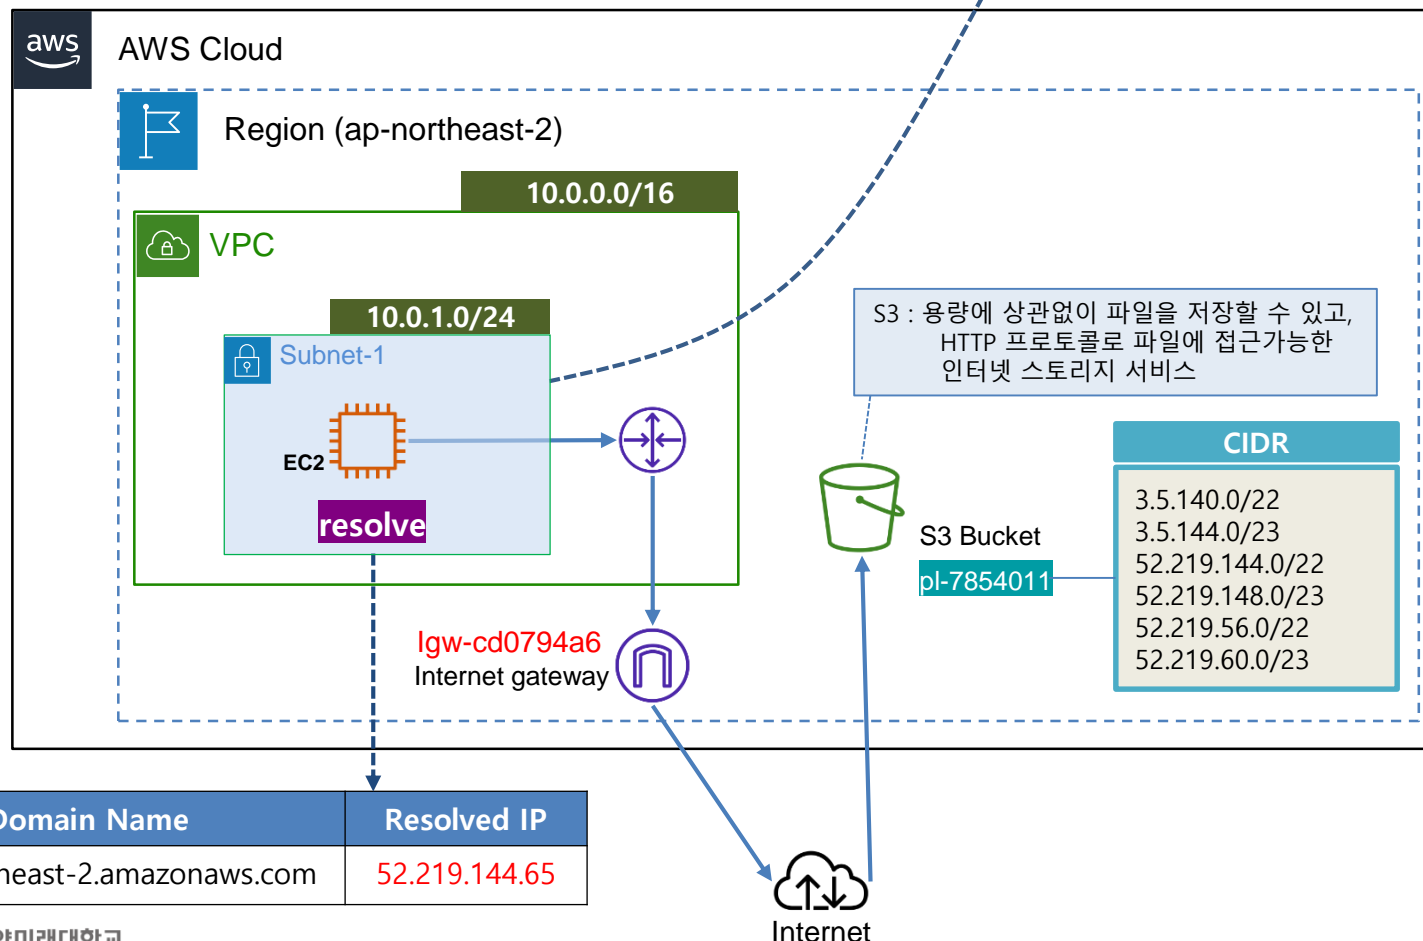 aws
AWS Cloud
Region (ap-northeast-2)
10.0.0.0/16
VPC
10.0.1.0/24
Subnet-1
EC2
resolve
S3 : 용량에 상관없이 파일을 저장할 수 있고,
HTTP 프로토콜로 파일에 접근가능한
인터넷 스토리지 서비스
CIDR
3.5.140.0/22
3.5.144.0/23
52.219.144.0/22
52.219.148.0/23
52.219.56.0/22
52.219.60.0/23
S3 Bucket
pl-7854011
Igw-cd0794a6
Internet gateway
Domain Name
Resolved IP
heast-2.amazonaws.com
52.219.144.65
Internet